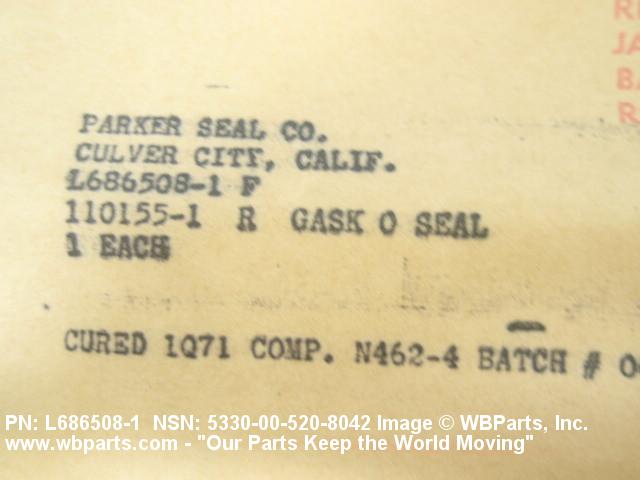 PARKER SEAL CO.
CULVER CITY, CALIF.
L686508-1 F
110155-1 R GASK O SEAL
1 EACH
CURED 1Q71 COMP. N462-4 BATCH #
PN: L686508-1 NSN: 5330-00-520-8042 Image © WBParts, Inc.
www.wbparts.com - "Our Parts Keep the World Moving"